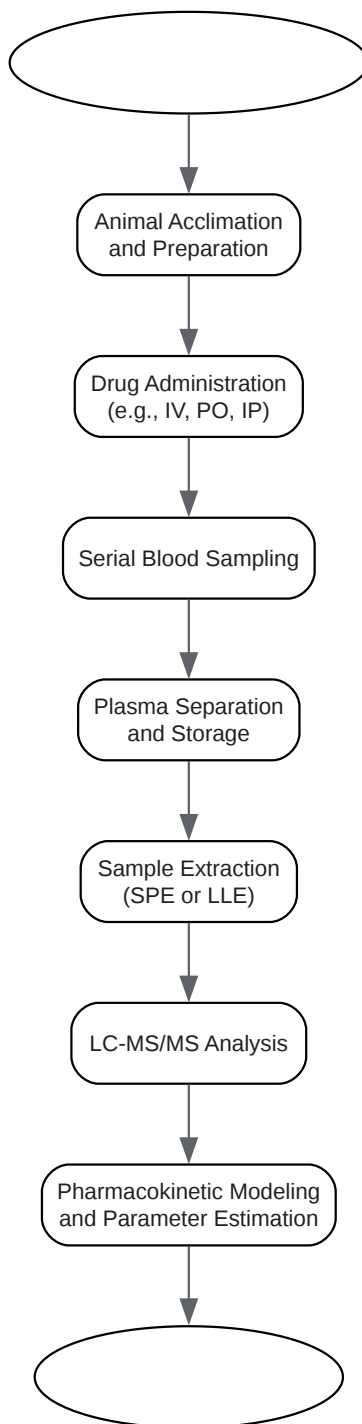 Animal Acclimation
and Preparation
Drug Administration
(e.g., IV, PO, IP)
Serial Blood Sampling
Plasma Separation
and Storage
Sample Extraction
(SPE or LLE)
LC-MS/MS Analysis
Pharmacokinetic Modeling
and Parameter Estimation